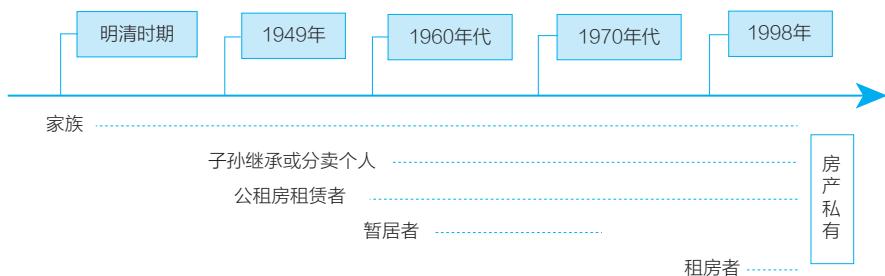 明清时期
1949年
1960年代
1970年代
1998年
家族
子孙继承或分卖个人
公租房租赁者
暂居者
租房者
房产私有